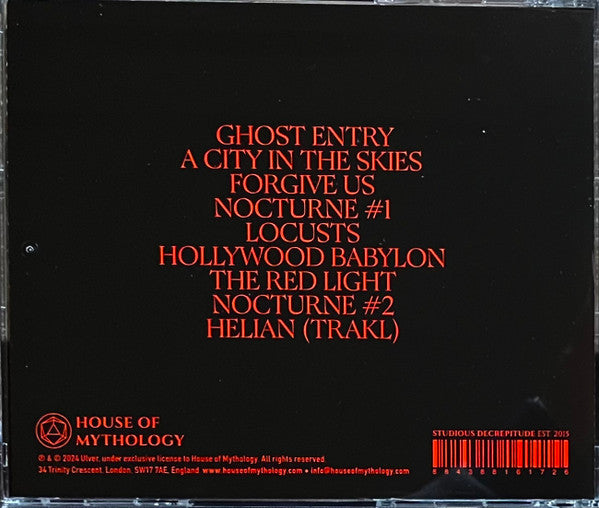 GHOST ENTRY
A CITY IN THE SKIES
FORGIVE US
NOCTURNE #1
LOCUSTS
HOLLYWOOD BABYLON
THE RED LIGHT
NOCTURNE #2
HELIAN (TRAKL)
HOUSE OF
MYTHOLOGY
℗ & © 2024 Ulver, under exclusive license to House of Mythology. All rights reserved.
34 Trinity Crescent, London, SW17 7AE, England www.houseofmythology.com • info@houseofmythology.com
STUDIOUS DECREPITUDE EST 2015
884388161726